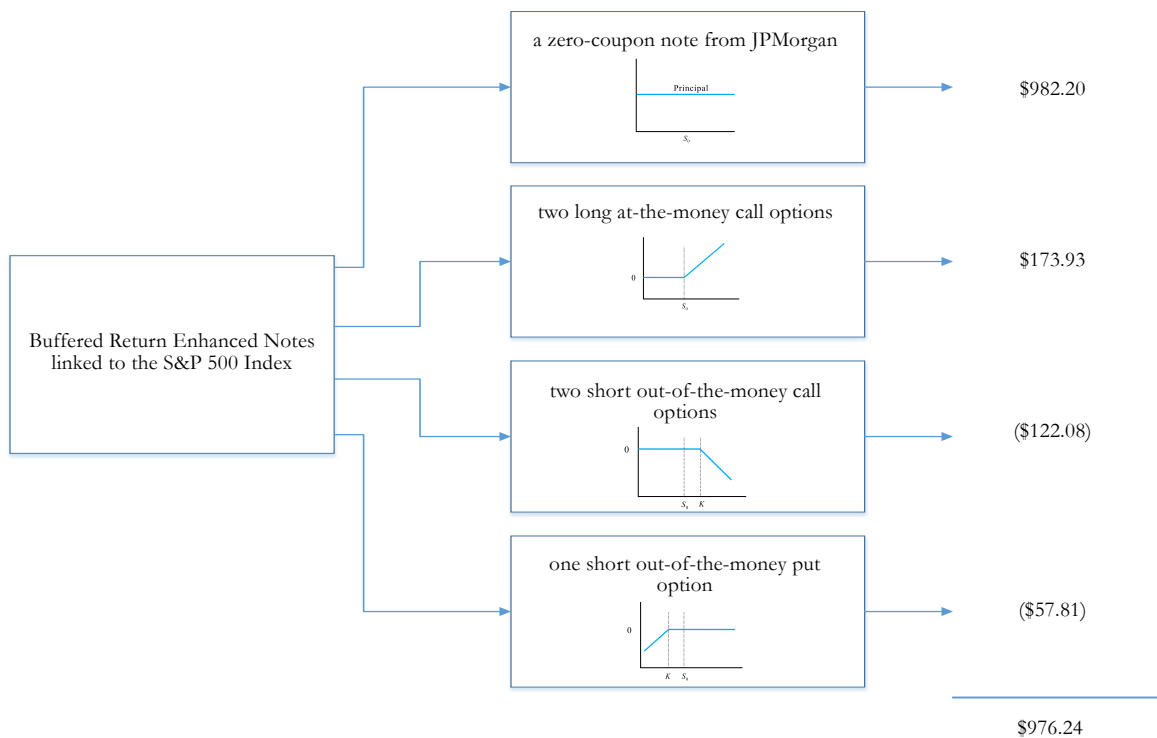 a zero-coupon note from JPMorgan
Principal
S₀
$982.20
two long at-the-money call options
0
S₀
$173.93
Buffered Return Enhanced Notes
linked to the S&P 500 Index
two short out-of-the-money call
options
0
S₀ K
($122.08)
one short out-of-the-money put
option
0
K S₀
($57.81)
$976.24